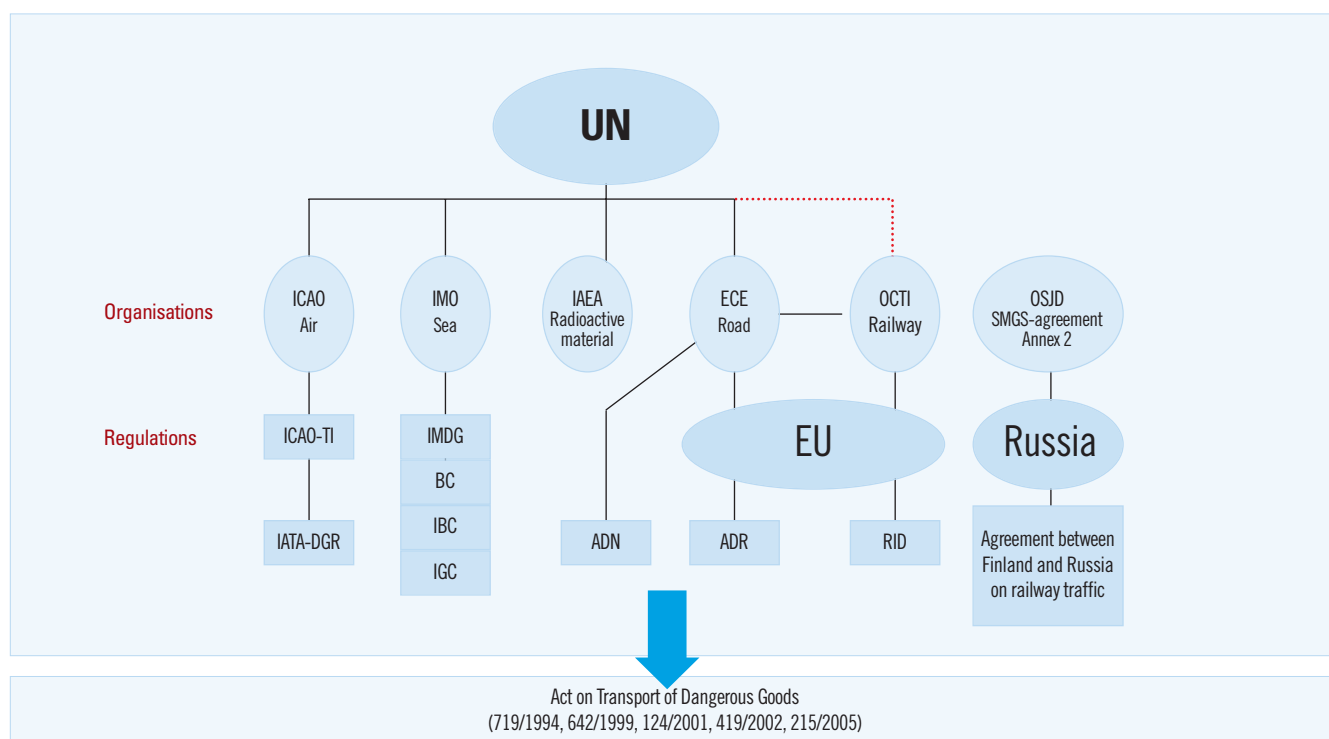 UN
Organisations
ICAO
Air
IMO
Sea
IAEA
Radioactive
material
ECE
Road
OCTI
Railway
OSJD
SMGS-agreement
Annex 2
Regulations
ICAO-TI
IMDG
EU
Russia
BC
IATA-DGR
IBC
IGC
ADN
ADR
RID
Agreement between
Finland and Russia
on railway traffic
Act on Transport of Dangerous Goods
(719/1994, 642/1999, 124/2001, 419/2002, 215/2005)